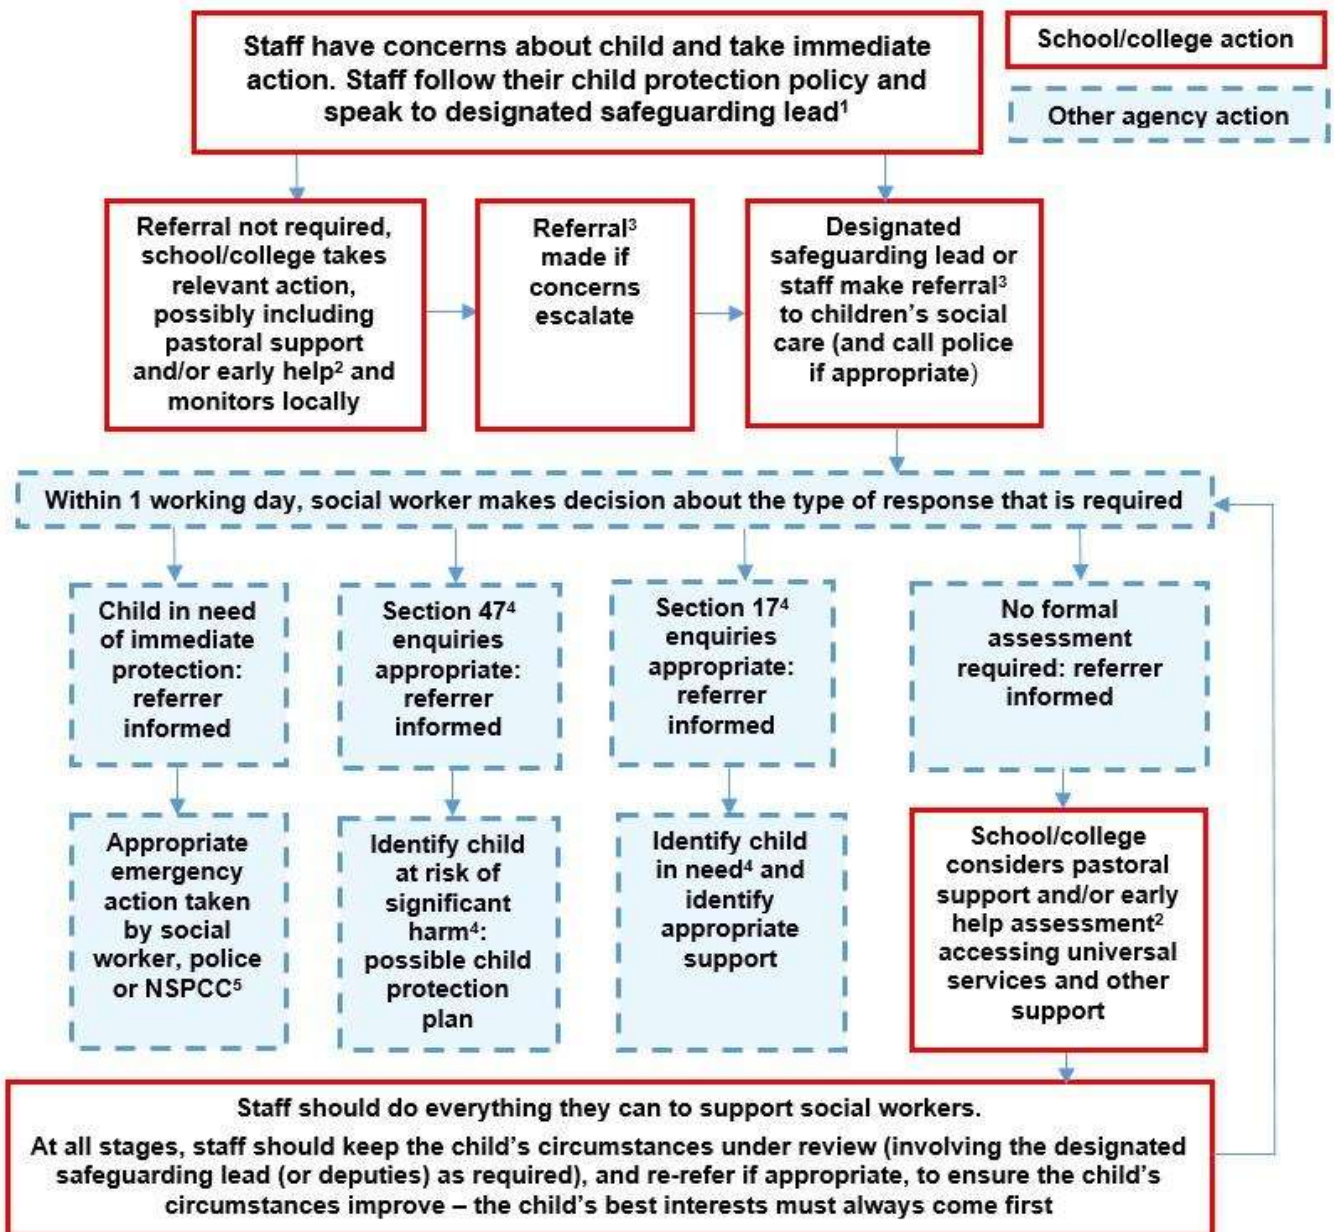 Staff have concerns about child and take immediate
action. Staff follow their child protection policy and
speak to designated safeguarding lead¹
School/college action
Other agency action
Referral not required,
school/college takes
relevant action,
possibly including
pastoral support
and/or early help² and
monitors locally
Referral³
made if
concerns
escalate
Designated
safeguarding lead or
staff make referral³
to children’s social
care (and call police
if appropriate)
Within 1 working day, social worker makes decision about the type of response that is required
Child in need
of immediate
protection:
referrer
informed
Section 47⁴
enquiries
appropriate:
referrer
informed
Section 17⁴
enquiries
appropriate:
referrer
informed
No formal
assessment
required: referrer
informed
Appropriate
emergency
action taken
by social
worker, police
or NSPCC⁵
Identify child
at risk of
significant
harm⁴:
possible child
protection
plan
Identify child
in need⁴ and
identify
appropriate
support
School/college
considers pastoral
support and/or early
help assessment²
accessing universal
services and other
support
Staff should do everything they can to support social workers.
At all stages, staff should keep the child’s circumstances under review (involving the designated
safeguarding lead (or deputies) as required), and re-refer if appropriate, to ensure the child’s
circumstances improve – the child’s best interests must always come first